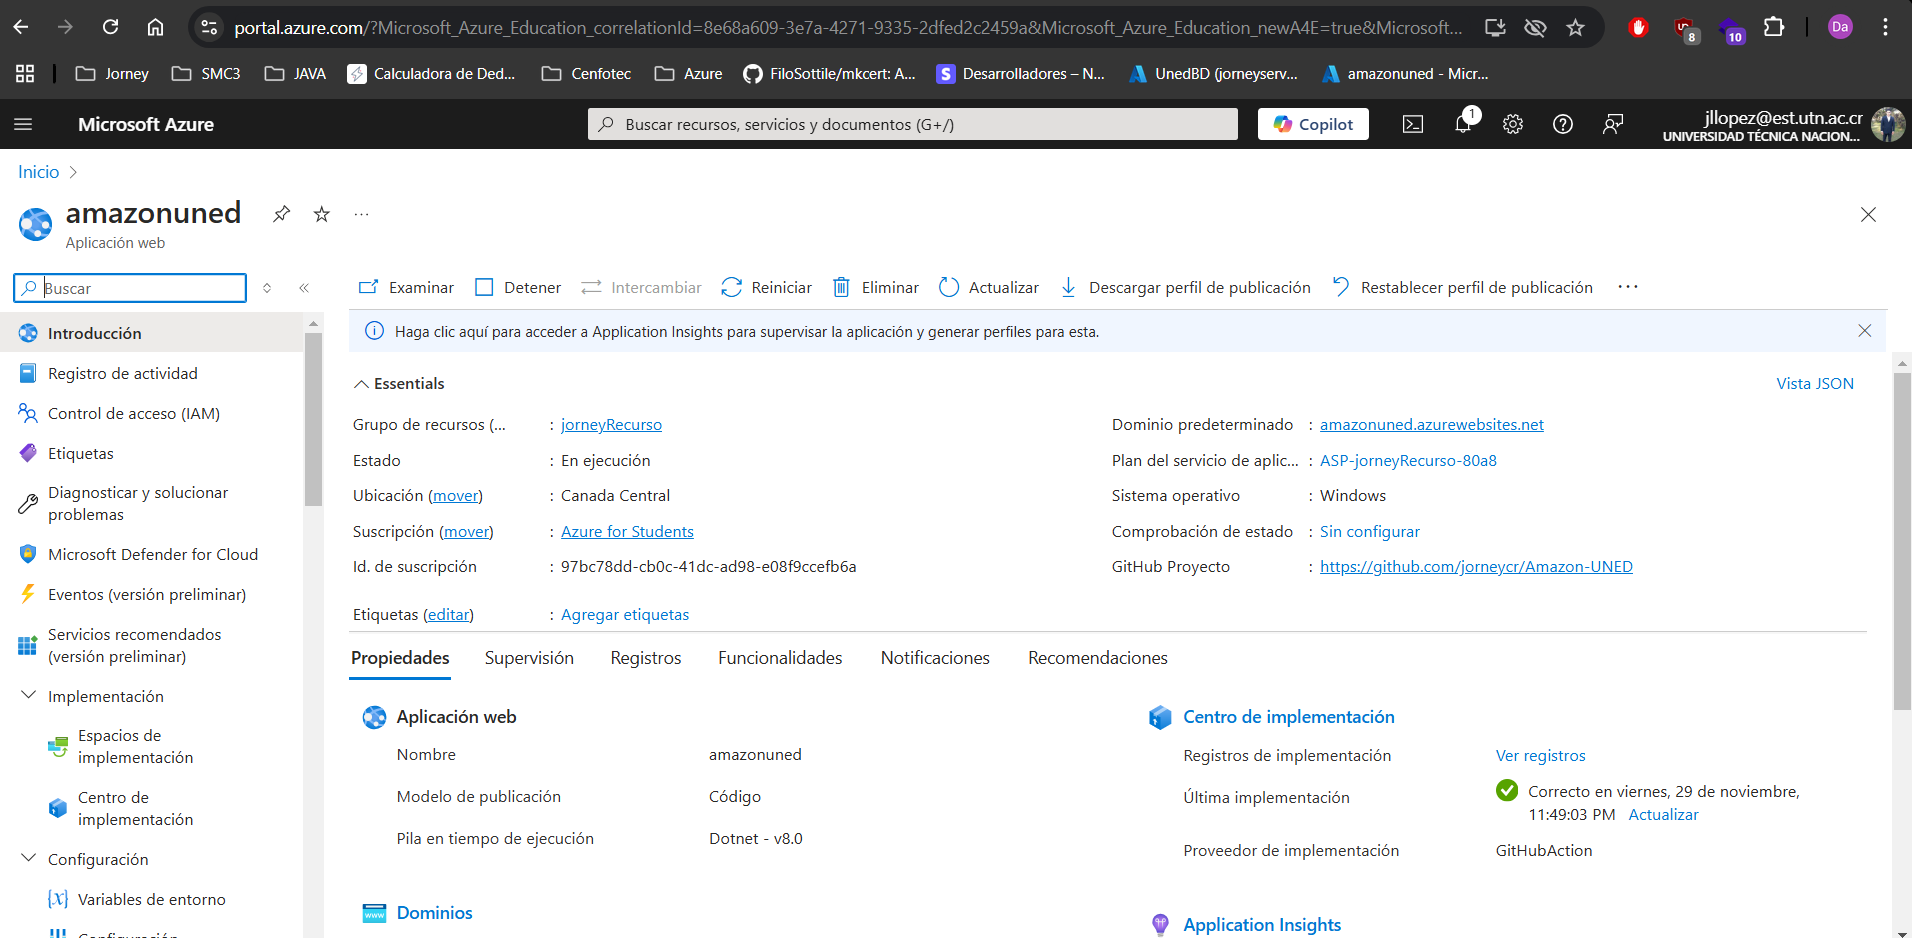 portal.azure.com/?Microsoft_Azure_Education_correlationId=8e68a609-3e7a-4271-9335-2dfed2c2459a&Microsoft_Azure_Education_newA4E=true&Microsoft...
8
10
Da
Jorney
SMC3
JAVA
Calculadora de Ded...
Cenfotec
Azure
FiloSottile/mkcert: A...
Desarrolladores – N...
UnedBD (jorneyserv...
amazonuned - Micr...
Microsoft Azure
Buscar recursos, servicios y documentos (G+/)
Copilot
1
jllopez@est.utn.ac.cr
UNIVERSIDAD TÉCNICA NACION...
Inicio
amazonuned
Aplicación web
Buscar
Examinar
Detener
Intercambiar
Reiniciar
Eliminar
Actualizar
Descargar perfil de publicación
Restablecer perfil de publicación
Haga clic aquí para acceder a Application Insights para supervisar la aplicación y generar perfiles para esta.
Introducción
Registro de actividad
Control de acceso (IAM)
Etiquetas
Diagnosticar y solucionar
problemas
Microsoft Defender for Cloud
Eventos (versión preliminar)
Servicios recomendados
(versión preliminar)
Implementación
Espacios de
implementación
Centro de
implementación
Configuración
Variables de entorno
Configuración
Essentials
Vista JSON
Grupo de recursos (... : jorneyRecurso
Estado : En ejecución
Ubicación (mover) : Canada Central
Suscripción (mover) : Azure for Students
Id. de suscripción : 97bc78dd-cb0c-41dc-ad98-e08f9ccefb6a
Etiquetas (editar) : Agregar etiquetas
Dominio predeterminado : amazonuned.azurewebsites.net
Plan del servicio de aplic... : ASP-jorneyRecurso-80a8
Sistema operativo : Windows
Comprobación de estado : Sin configurar
GitHub Proyecto : https://github.com/jorneycr/Amazon-UNED
Propiedades
Supervisión
Registros
Funcionalidades
Notificaciones
Recomendaciones
Aplicación web
Nombre amazonuned
Modelo de publicación Código
Pila en tiempo de ejecución Dotnet - v8.0
Dominios
www
Centro de implementación
Registros de implementación Ver registros
Última implementación Correcto en viernes, 29 de noviembre,
11:49:03 PM Actualizar
Proveedor de implementación GitHubAction
Application Insights